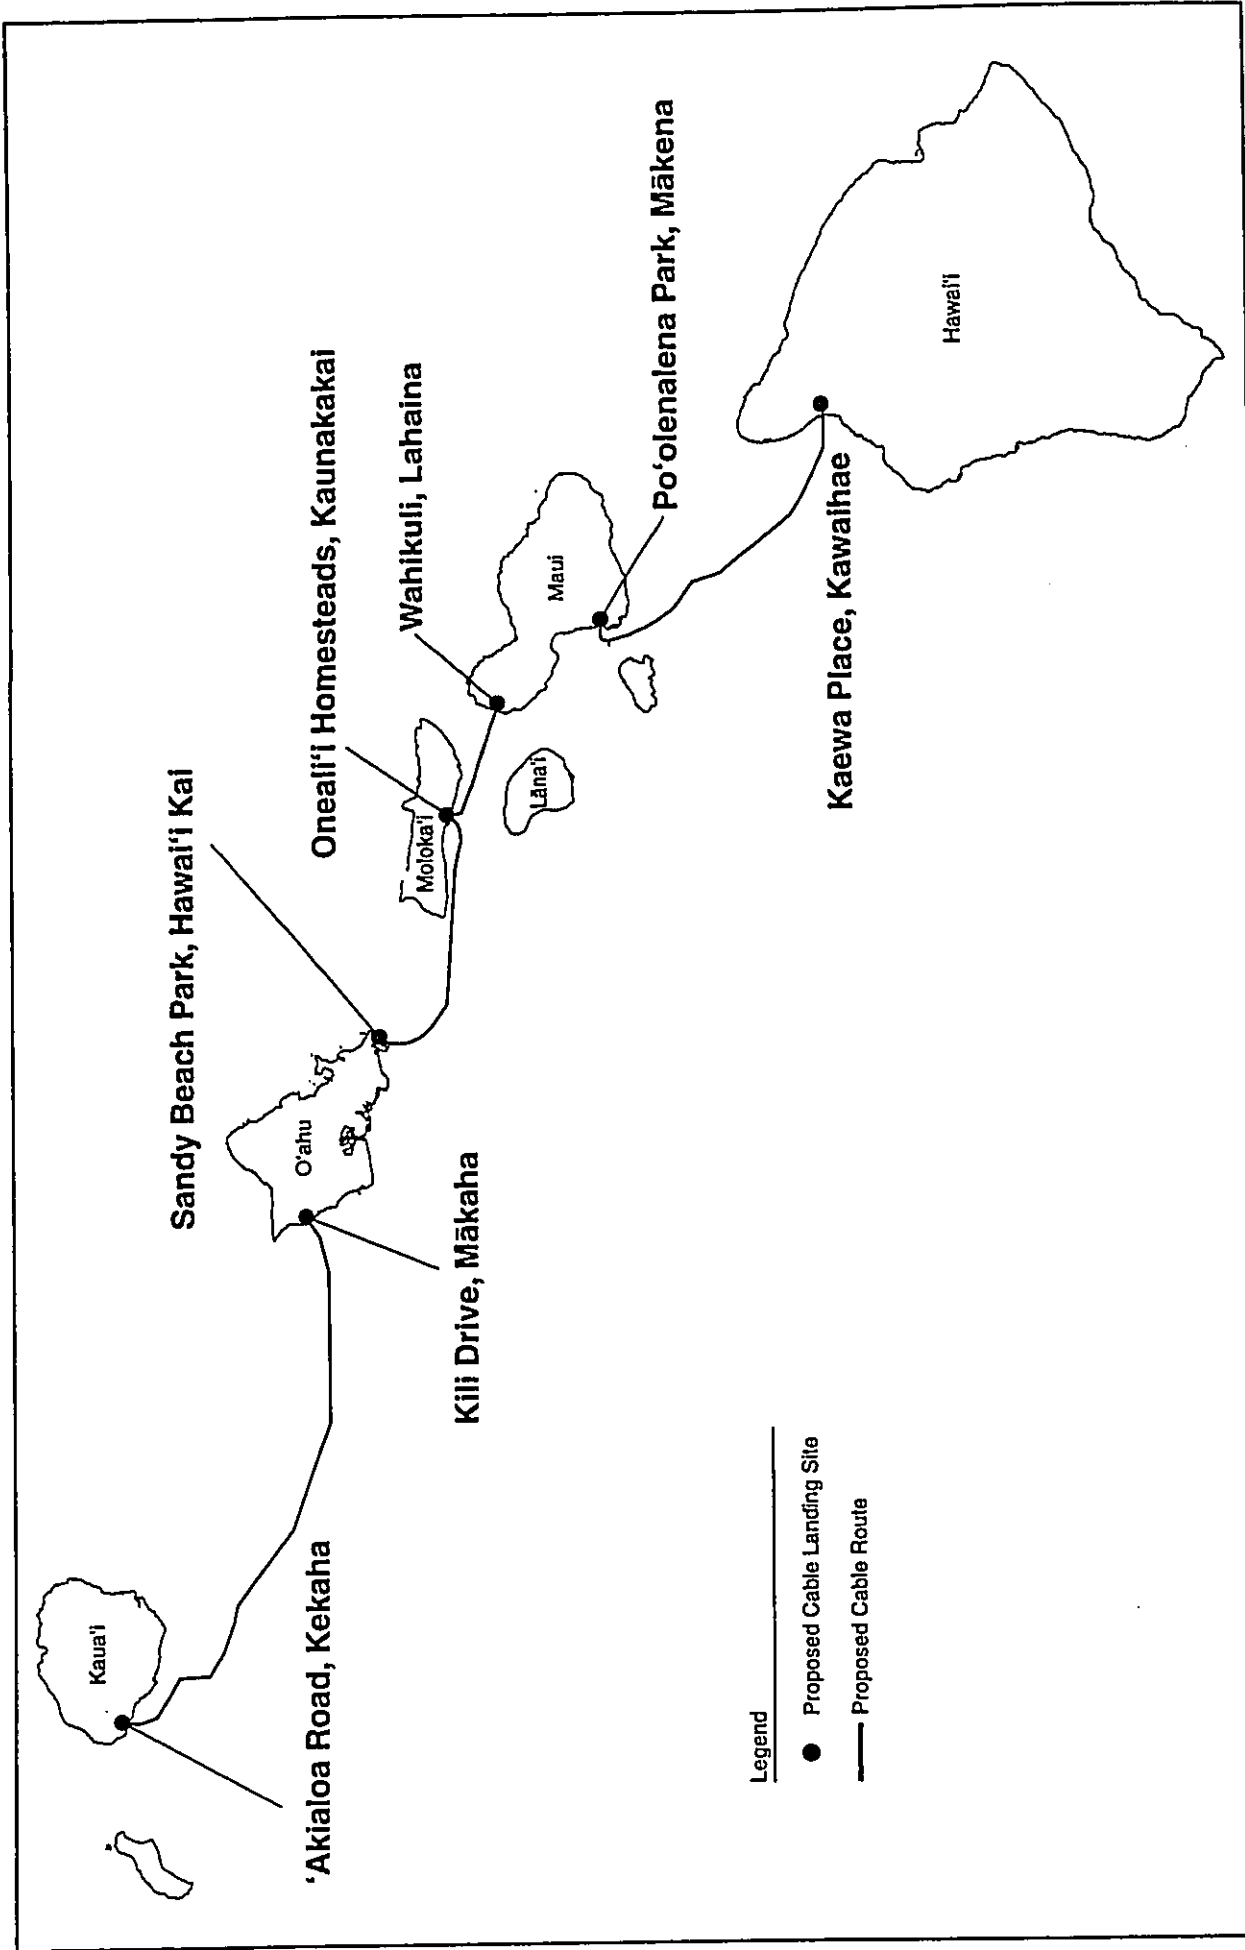 Sandy Beach Park, Hawai‘i Kai
Oneali‘i Homesteads, Kaunakakai
Wahikuli, Lahaina
Po‘olenalena Park, Mākena
Kaua'i
O'ahu
Moloka'i
Lāna'i
Maui
Hawai'i
‘Akialoa Road, Kekaha
Kili Drive, Mākaha
Kaewa Place, Kawaihae
Legend
Proposed Cable Landing Site
Proposed Cable Route